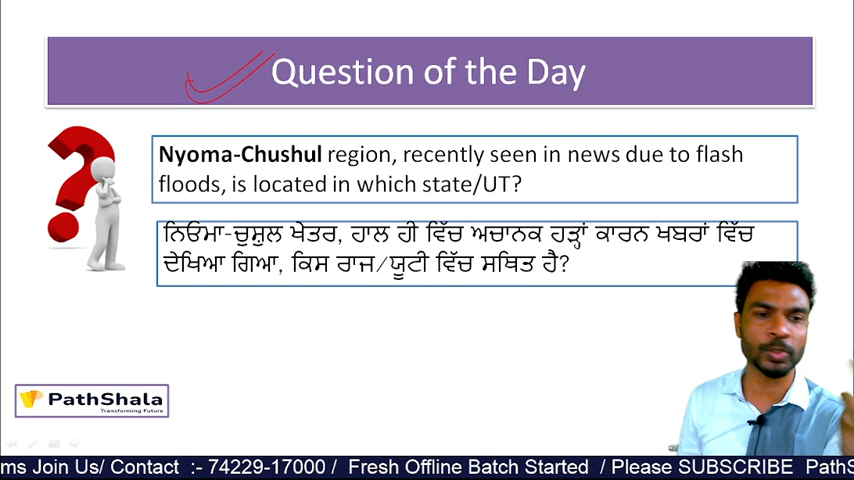 Question of the Day
Nyoma-Chushul region, recently seen in news due to flash
floods, is located in which state/UT?
ਨਿਓਮਾ-ਚੁਸ਼ੁਲ ਖੇਤਰ, ਹਾਲ ਹੀ ਵਿੱਚ ਅਚਾਨਕ ਹੜ੍ਹਾਂ ਕਾਰਨ ਖਬਰਾਂ ਵਿੱਚ
ਦੇਖਿਆ ਗਿਆ, ਕਿਸ ਰਾਜ/ਯੂਟੀ ਵਿੱਚ ਸਥਿਤ ਹੈ?
PathShala
Transforming Future
ms Join Us/ Contact :- 74229-17000 / Fresh Offline Batch Started / Please SUBSCRIBE PathS